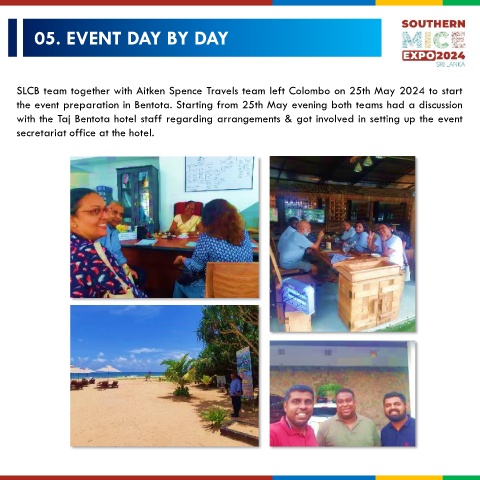 05. EVENT DAY BY DAY
SOUTHERN
MICE
EXPO2024
SRI LANKA
SLCB team together with Aitken Spence Travels team left Colombo on 25th May 2024 to start
the event preparation in Bentota. Starting from 25th May evening both teams had a discussion
with the Taj Bentota hotel staff regarding arrangements & got involved in setting up the event
secretariat office at the hotel.